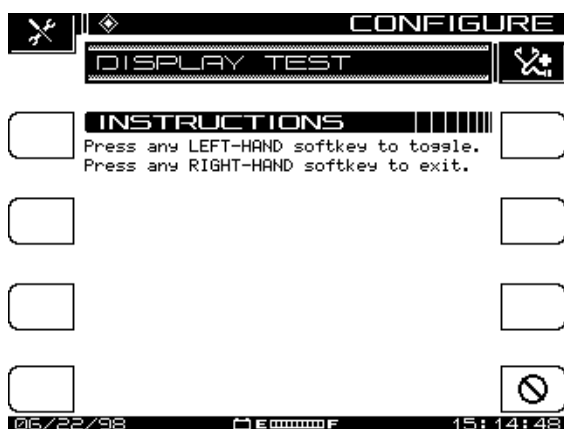 CONFIGURE
DISPLAY TEST
INSTRUCTIONS
Press any LEFT-HAND softkey to toggle.
Press any RIGHT-HAND softkey to exit.
06/22/98 E F 15:14:48